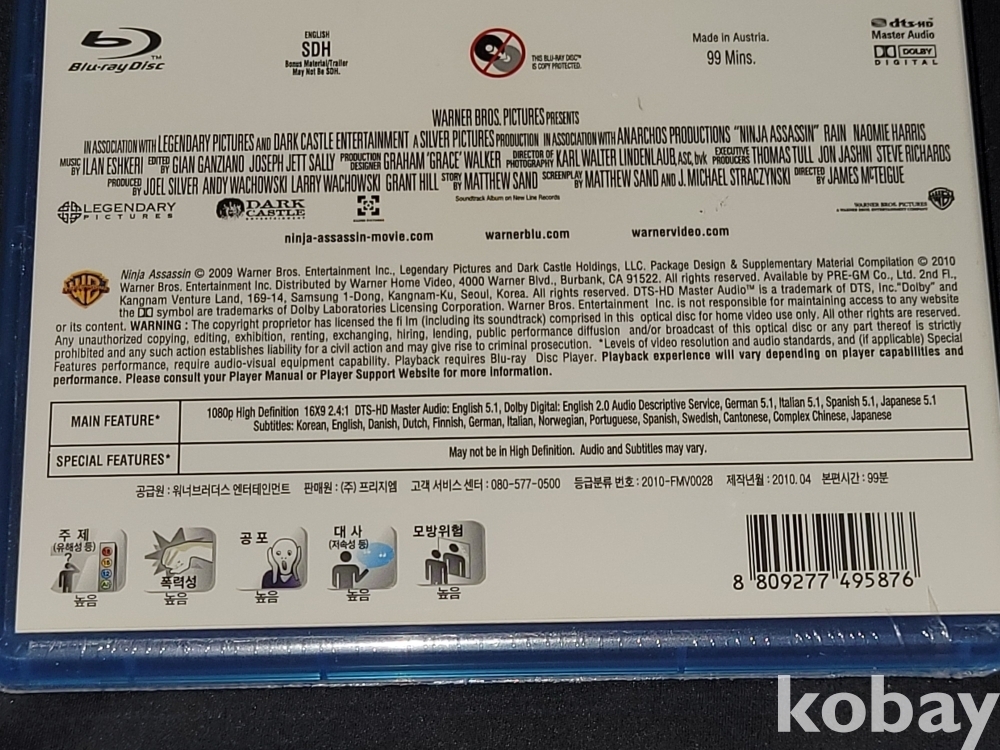 Blu-ray Disc™
ENGLISH
SDH
Bonus Material/Trailer
May Not Be SDH.
THIS BLU-RAY DISC™
IS COPY PROTECTED.
Made in Austria.
99 Mins.
dts-HD
Master Audio
DOLBY
DIGITAL
WARNER BROS. PICTURES PRESENTS
IN ASSOCIATION WITH LEGENDARY PICTURES AND DARK CASTLE ENTERTAINMENT A SILVER PICTURES PRODUCTION IN ASSOCIATION WITH ANARCHOS PRODUCTIONS "NINJA ASSASSIN" RAIN NAOMIE HARRIS
MUSIC BY ILAN ESHKERI EDITED BY GIAN GANZIANO JOSEPH JETT SALLY PRODUCTION DESIGNER GRAHAM 'GRACE' WALKER DIRECTOR OF PHOTOGRAPHY KARL WALTER LINDENLAUB, ASC, bvk EXECUTIVE PRODUCERS THOMAS TULL JON JASHNI STEVE RICHARDS
PRODUCED BY JOEL SILVER ANDY WACHOWSKI LARRY WACHOWSKI GRANT HILL STORY BY MATTHEW SAND SCREENPLAY BY MATTHEW SAND AND J. MICHAEL STRACZYNSKI DIRECTED BY JAMES McTEIGUE
LEGENDARY
PICTURES
DARK
CASTLE
ENTERTAINMENT
Soundtrack Album on New Line Records
WARNER BROS. PICTURES
A WARNER BROS. ENTERTAINMENT COMPANY
ninja-assassin-movie.com warnerblu.com warnervideo.com
Ninja Assassin © 2009 Warner Bros. Entertainment Inc., Legendary Pictures and Dark Castle Holdings, LLC. Package Design & Supplementary Material Compilation © 2010
Warner Bros. Entertainment Inc. Distributed by Warner Home Video, 4000 Warner Blvd., Burbank, CA 91522. All rights reserved. Available by PRE-GM Co., Ltd. 2nd Fl.,
Kangnam Venture Land, 169-14, Samsung 1-Dong, Kangnam-Ku, Seoul, Korea. All rights reserved. DTS-HD Master Audio™ is a trademark of DTS, Inc."Dolby" and
the symbol are trademarks of Dolby Laboratories Licensing Corporation. Warner Bros. Entertainment Inc. is not responsible for maintaining access to any website
or its content. WARNING : The copyright proprietor has licensed the fi lm (including its soundtrack) comprised in this optical disc for home video use only. All other rights are reserved.
Any unauthorized copying, editing, exhibition, renting, exchanging, hiring, lending, public performance diffusion and/or broadcast of this optical disc or any part thereof is strictly
prohibited and any such action establishes liability for a civil action and may give rise to criminal prosecution. *Levels of video resolution and audio standards, and (if applicable) Special
Features performance, require audio-visual equipment capability. Playback requires Blu-ray Disc Player. Playback experience will vary depending on player capabilities and
performance. Please consult your Player Manual or Player Support Website for more Information.
MAIN FEATURE*
1080p High Definition 16X9 2.4:1 DTS-HD Master Audio: English 5.1, Dolby Digital: English 2.0 Audio Descriptive Service, German 5.1, Italian 5.1, Spanish 5.1, Japanese 5.1
Subtitles: Korean, English, Danish, Dutch, Finnish, German, Italian, Norwegian, Portuguese, Spanish, Swedish, Cantonese, Complex Chinese, Japanese
SPECIAL FEATURES*
May not be in High Definition. Audio and Subtitles may vary.
공급원 : 워너브러더스 엔터테인먼트 판매원 : (주) 프리지엠 고객 서비스 센터 : 080-577-0500 등급분류 번호 : 2010-FMV0028 제작년월 : 2010. 04 본편시간 : 99분
주 제
(유해성 등)
높음
폭력성
높음
공 포
높음
대 사
(저속성 등)
높음
모방위험
높음
8 809277 495876
kobay